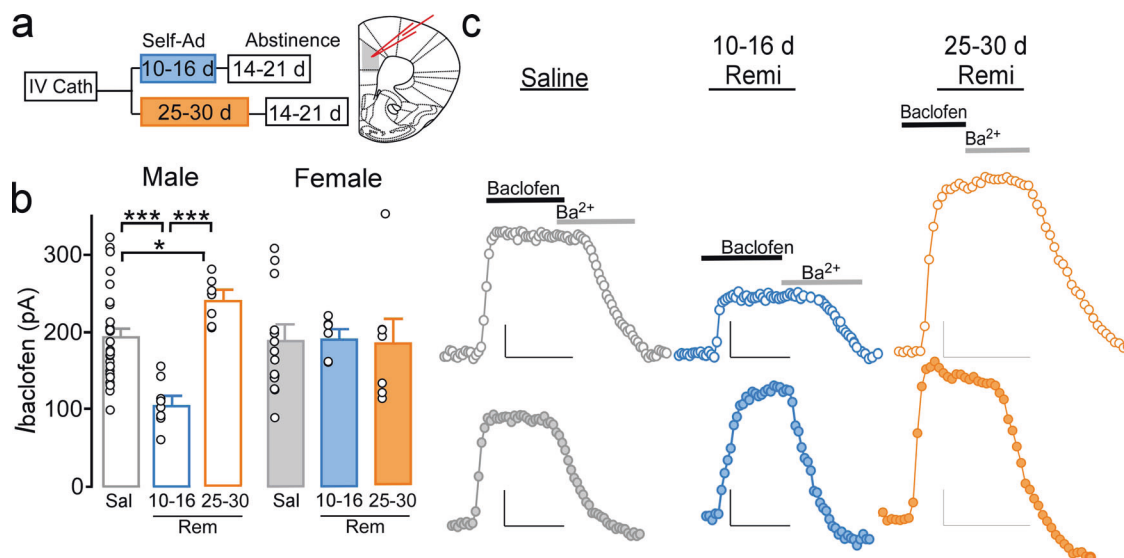 a
Self-Ad
Abstinence
IV Cath
10-16 d
14-21 d
25-30 d
14-21 d
b
Male
Female
***
***
*
Ibaclofen (pA)
300
200
100
0
Sal
10-16
25-30
Rem
Sal
10-16
25-30
Rem
c
Saline
10-16 d
Remi
25-30 d
Remi
Baclofen
Ba²⁺
Baclofen
Ba²⁺
Baclofen
Ba²⁺